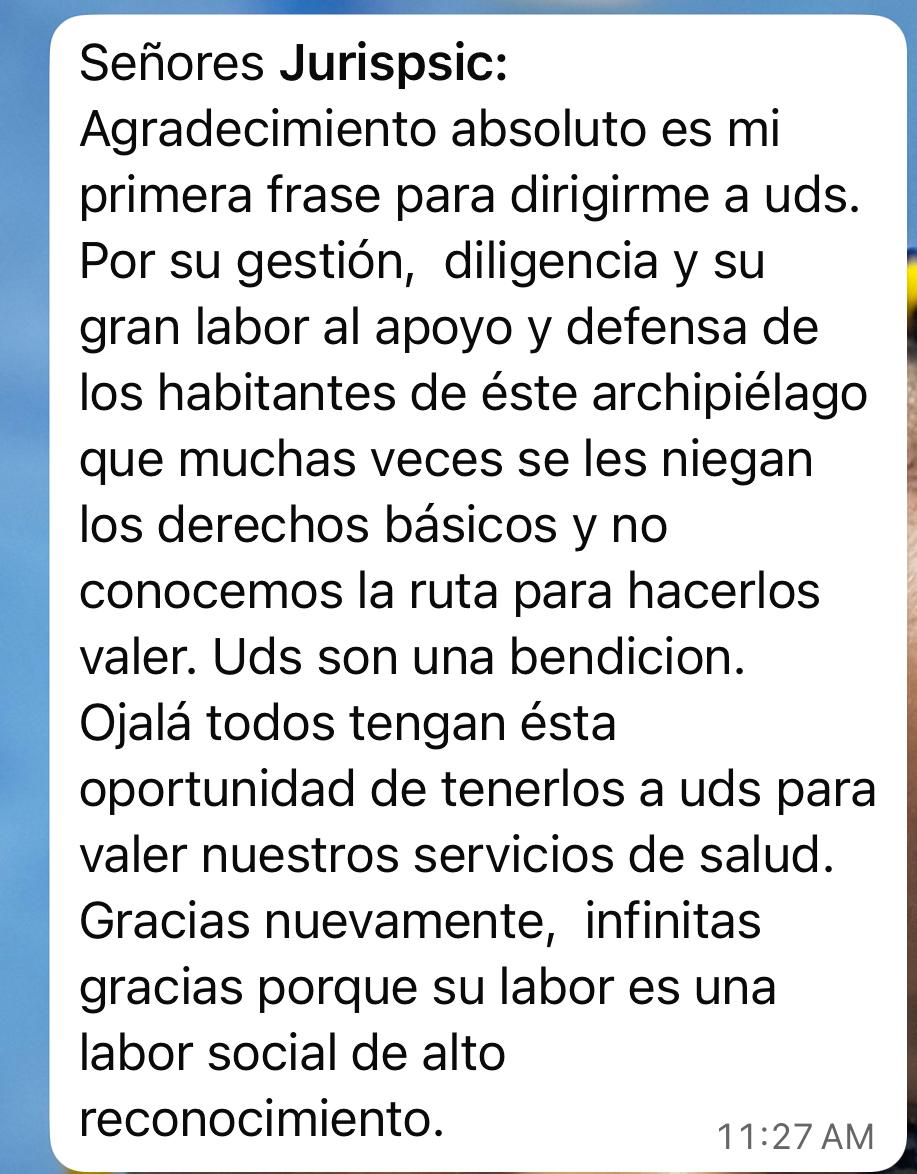 Señores Jurispsic:
Agradecimiento absoluto es mi
primera frase para dirigirme a uds.
Por su gestión,  diligencia y su
gran labor al apoyo y defensa de
los habitantes de éste archipiélago
que muchas veces se les niegan
los derechos básicos y no
conocemos la ruta para hacerlos
valer. Uds son una bendicion.
Ojalá todos tengan ésta
oportunidad de tenerlos a uds para
valer nuestros servicios de salud.
Gracias nuevamente,  infinitas
gracias porque su labor es una
labor social de alto
reconocimiento.
11:27 AM